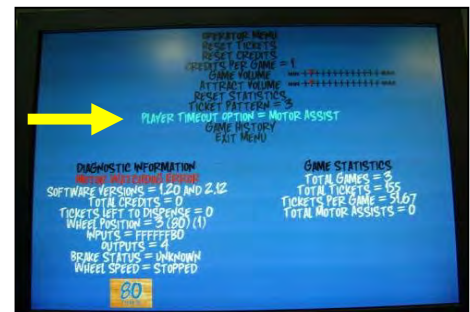 OPERATOR MENU
RESET TICKETS
RESET CREDITS
CREDITS PER GAME = 1
GAME VOLUME
ATTRACT VOLUME
RESET STATISTICS
TICKET PATTERN = 3
PLAYER TIMEOUT OPTION = MOTOR ASSIST
GAME HISTORY
EXIT MENU
DIAGNOSTIC INFORMATION
MOTOR WATCHDOG ERROR
SOFTWARE VERSIONS = 1.20 AND 2.12
TOTAL CREDITS = 0
TICKETS LEFT TO DISPENSE = 0
WHEEL POSITION = 3 (80) (1)
INPUTS = FFFFFFB0
OUTPUTS = 4
BRAKE STATUS = UNKNOWN
WHEEL SPEED = STOPPED
80
GAME STATISTICS
TOTAL GAMES = 3
TOTAL TICKETS = 155
TICKETS PER GAME = 51.67
TOTAL MOTOR ASSISTS = 0